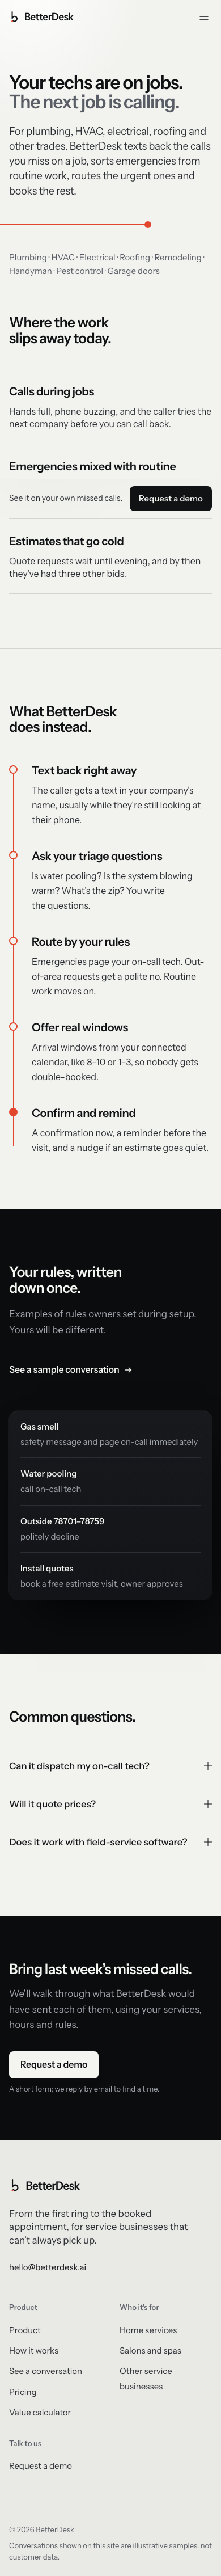 BetterDesk
Your techs are on jobs.
The next job is calling.
For plumbing, HVAC, electrical, roofing and
other trades. BetterDesk texts back the calls
you miss on a job, sorts emergencies from
routine work, routes the urgent ones and
books the rest.
Plumbing · HVAC · Electrical · Roofing · Remodeling ·
Handyman · Pest control · Garage doors
Where the work
slips away today.
Calls during jobs
Hands full, phone buzzing, and the caller tries the
next company before you can call back.
Emergencies mixed with routine
See it on your own missed calls.
Request a demo
Estimates that go cold
Quote requests wait until evening, and by then
they've had three other bids.
What BetterDesk
does instead.
Text back right away
The caller gets a text in your company's
name, usually while they're still looking at
their phone.
Ask your triage questions
Is water pooling? Is the system blowing
warm? What's the zip? You write
the questions.
Route by your rules
Emergencies page your on-call tech. Out-
of-area requests get a polite no. Routine
work moves on.
Offer real windows
Arrival windows from your connected
calendar, like 8–10 or 1–3, so nobody gets
double-booked.
Confirm and remind
A confirmation now, a reminder before the
visit, and a nudge if an estimate goes quiet.
Your rules, written
down once.
Examples of rules owners set during setup.
Yours will be different.
See a sample conversation →
Gas smell
safety message and page on-call immediately
Water pooling
call on-call tech
Outside 78701–78759
politely decline
Install quotes
book a free estimate visit, owner approves
Common questions.
Can it dispatch my on-call tech?
Will it quote prices?
Does it work with field-service software?
Bring last week's missed calls.
We'll walk through what BetterDesk would
have sent each of them, using your services,
hours and rules.
Request a demo
A short form; we reply by email to find a time.
BetterDesk
From the first ring to the booked
appointment, for service businesses that
can't always pick up.
hello@betterdesk.ai
Product
Product
How it works
See a conversation
Pricing
Value calculator
Who it's for
Home services
Salons and spas
Other service
businesses
Talk to us
Request a demo
© 2026 BetterDesk
Conversations shown on this site are illustrative samples, not
customer data.